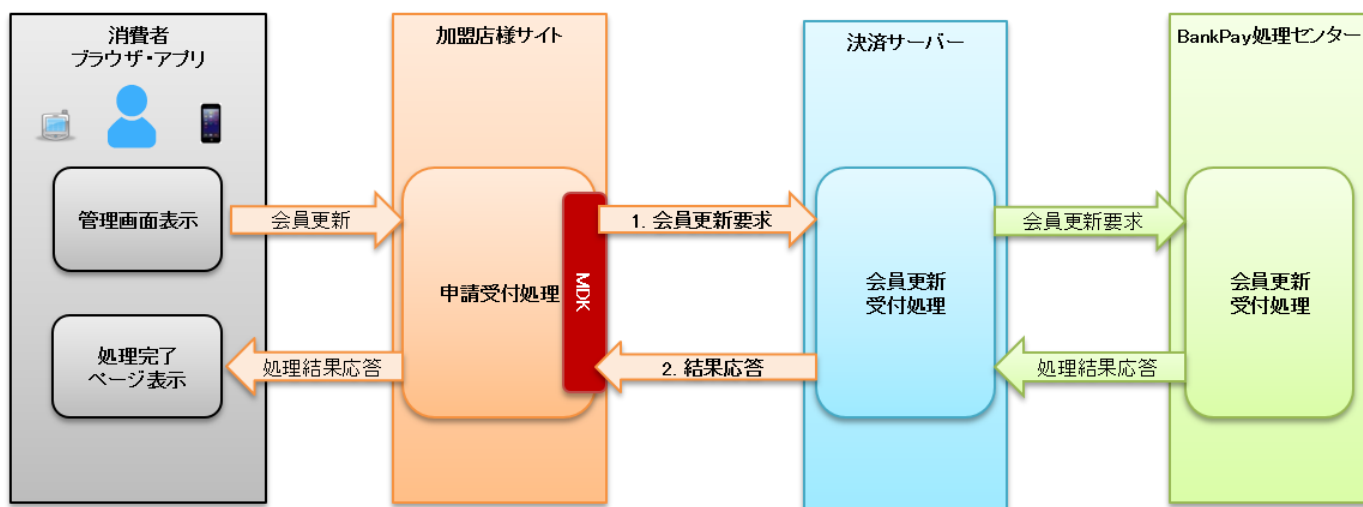 消費者
ブラウザ・アプリ
加盟店様サイト
決済サーバー
BankPay処理センター
管理画面表示
会員更新
申請受付処理
MDK
1. 会員更新要求
会員更新
受付処理
会員更新要求
会員更新
受付処理
処理完了
ページ表示
処理結果応答
2. 結果応答
処理結果応答